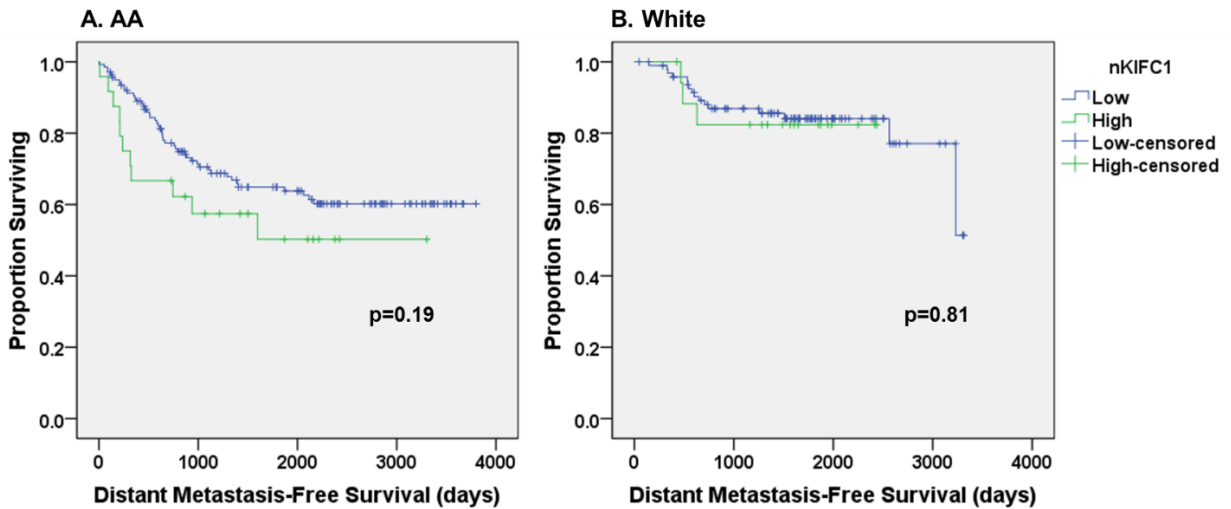 A. AA
Proportion Surviving
1.0
0.8
0.6
0.4
0.2
0.0
p=0.19
0 1000 2000 3000 4000
Distant Metastasis-Free Survival (days)
B. White
Proportion Surviving
1.0
0.8
0.6
0.4
0.2
0.0
p=0.81
0 1000 2000 3000 4000
Distant Metastasis-Free Survival (days)
nKIFC1
Low
High
Low-censored
High-censored